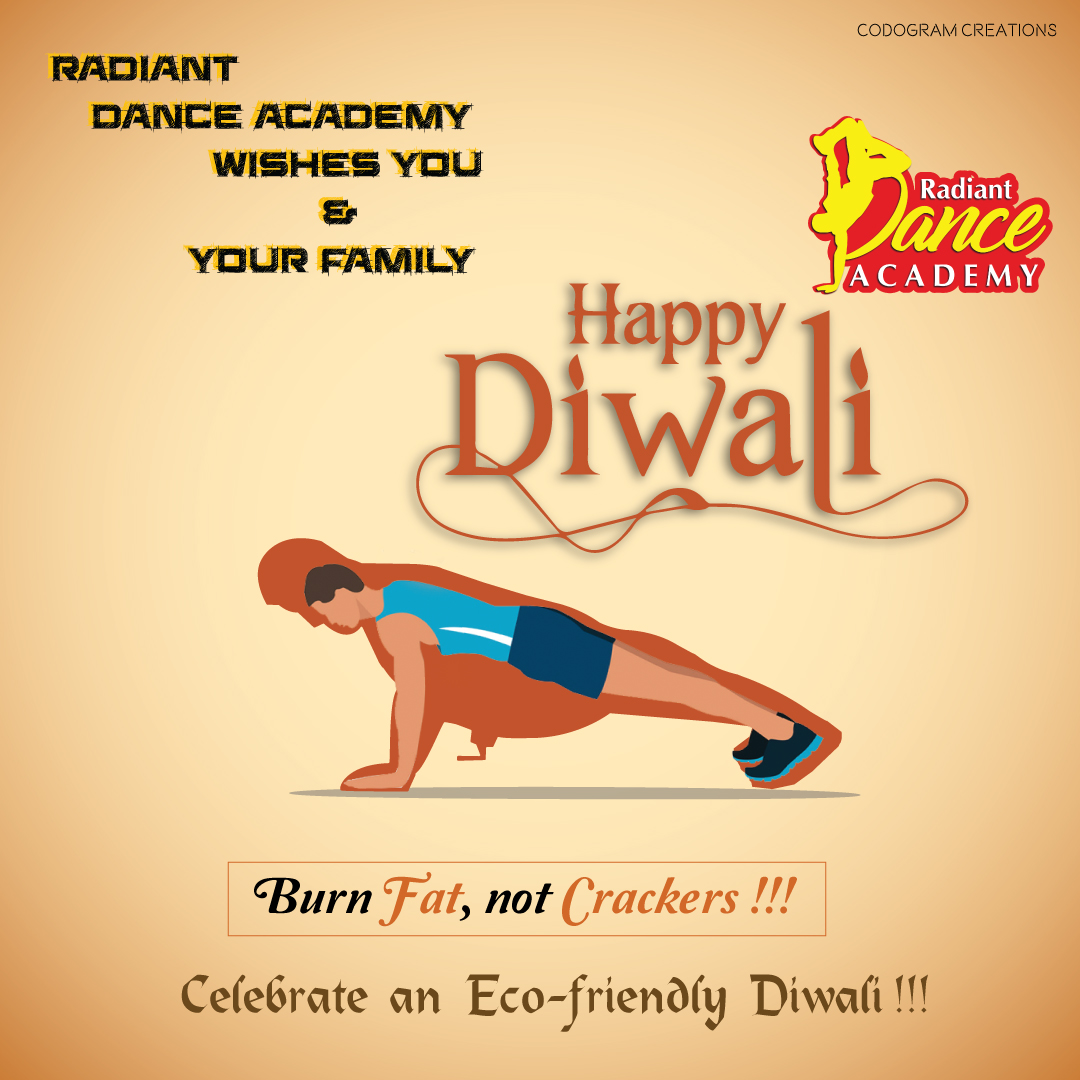 CODOGRAM CREATIONS
RADIANT
DANCE ACADEMY
WISHES YOU
&
YOUR FAMILY
Radiant
Dance
ACADEMY
Happy
Diwali
Burn Fat, not Crackers !!!
Celebrate an Eco-friendly Diwali !!!